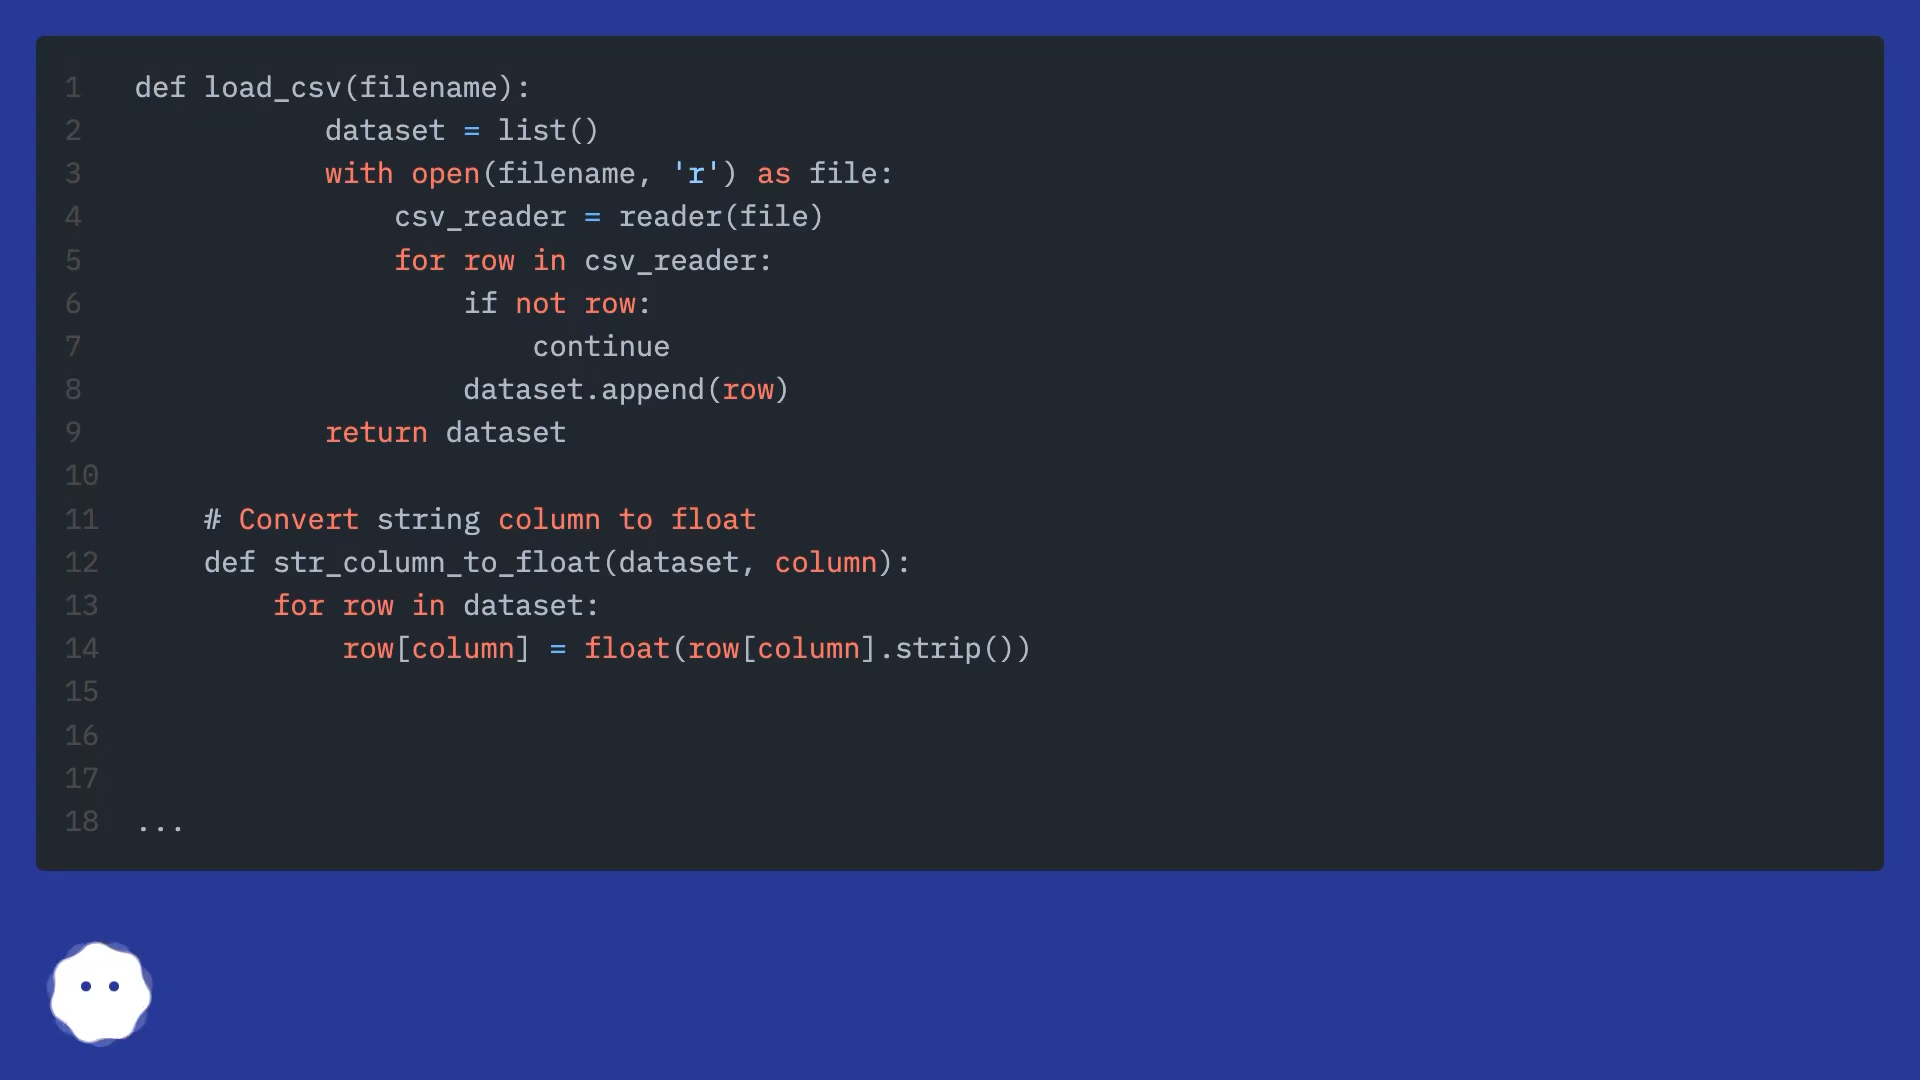 1 def load_csv(filename):
2 dataset = list()
3 with open(filename, 'r') as file:
4 csv_reader = reader(file)
5 for row in csv_reader:
6 if not row:
7 continue
8 dataset.append(row)
9 return dataset
10
11 # Convert string column to float
12 def str_column_to_float(dataset, column):
13 for row in dataset:
14 row[column] = float(row[column].strip())
15
16
17
18 ...